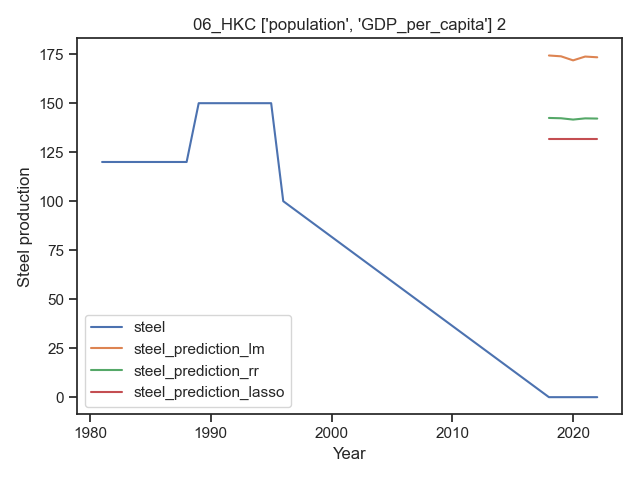 06_HKC ['population', 'GDP_per_capita'] 2
Steel production
175
150
125
100
75
50
25
0
steel
steel_prediction_lm
steel_prediction_rr
steel_prediction_lasso
1980
1990
2000
2010
2020
Year